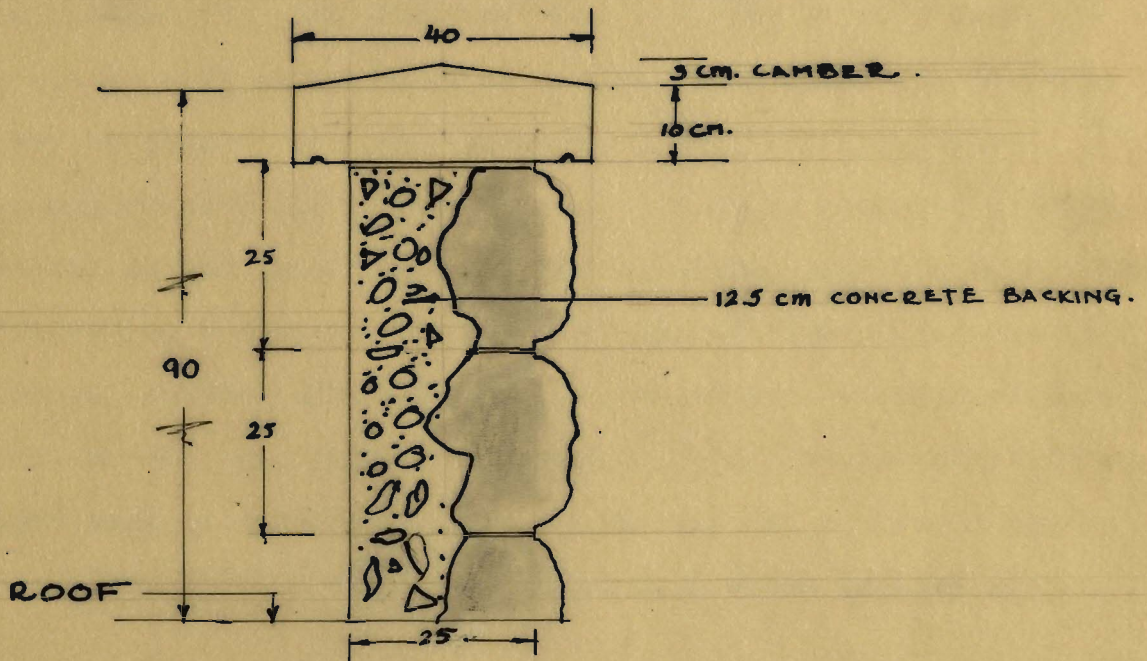 40
3 CM. CAMBER.
10 CM.
25
12.5 cm CONCRETE BACKING.
90
25
ROOF
25